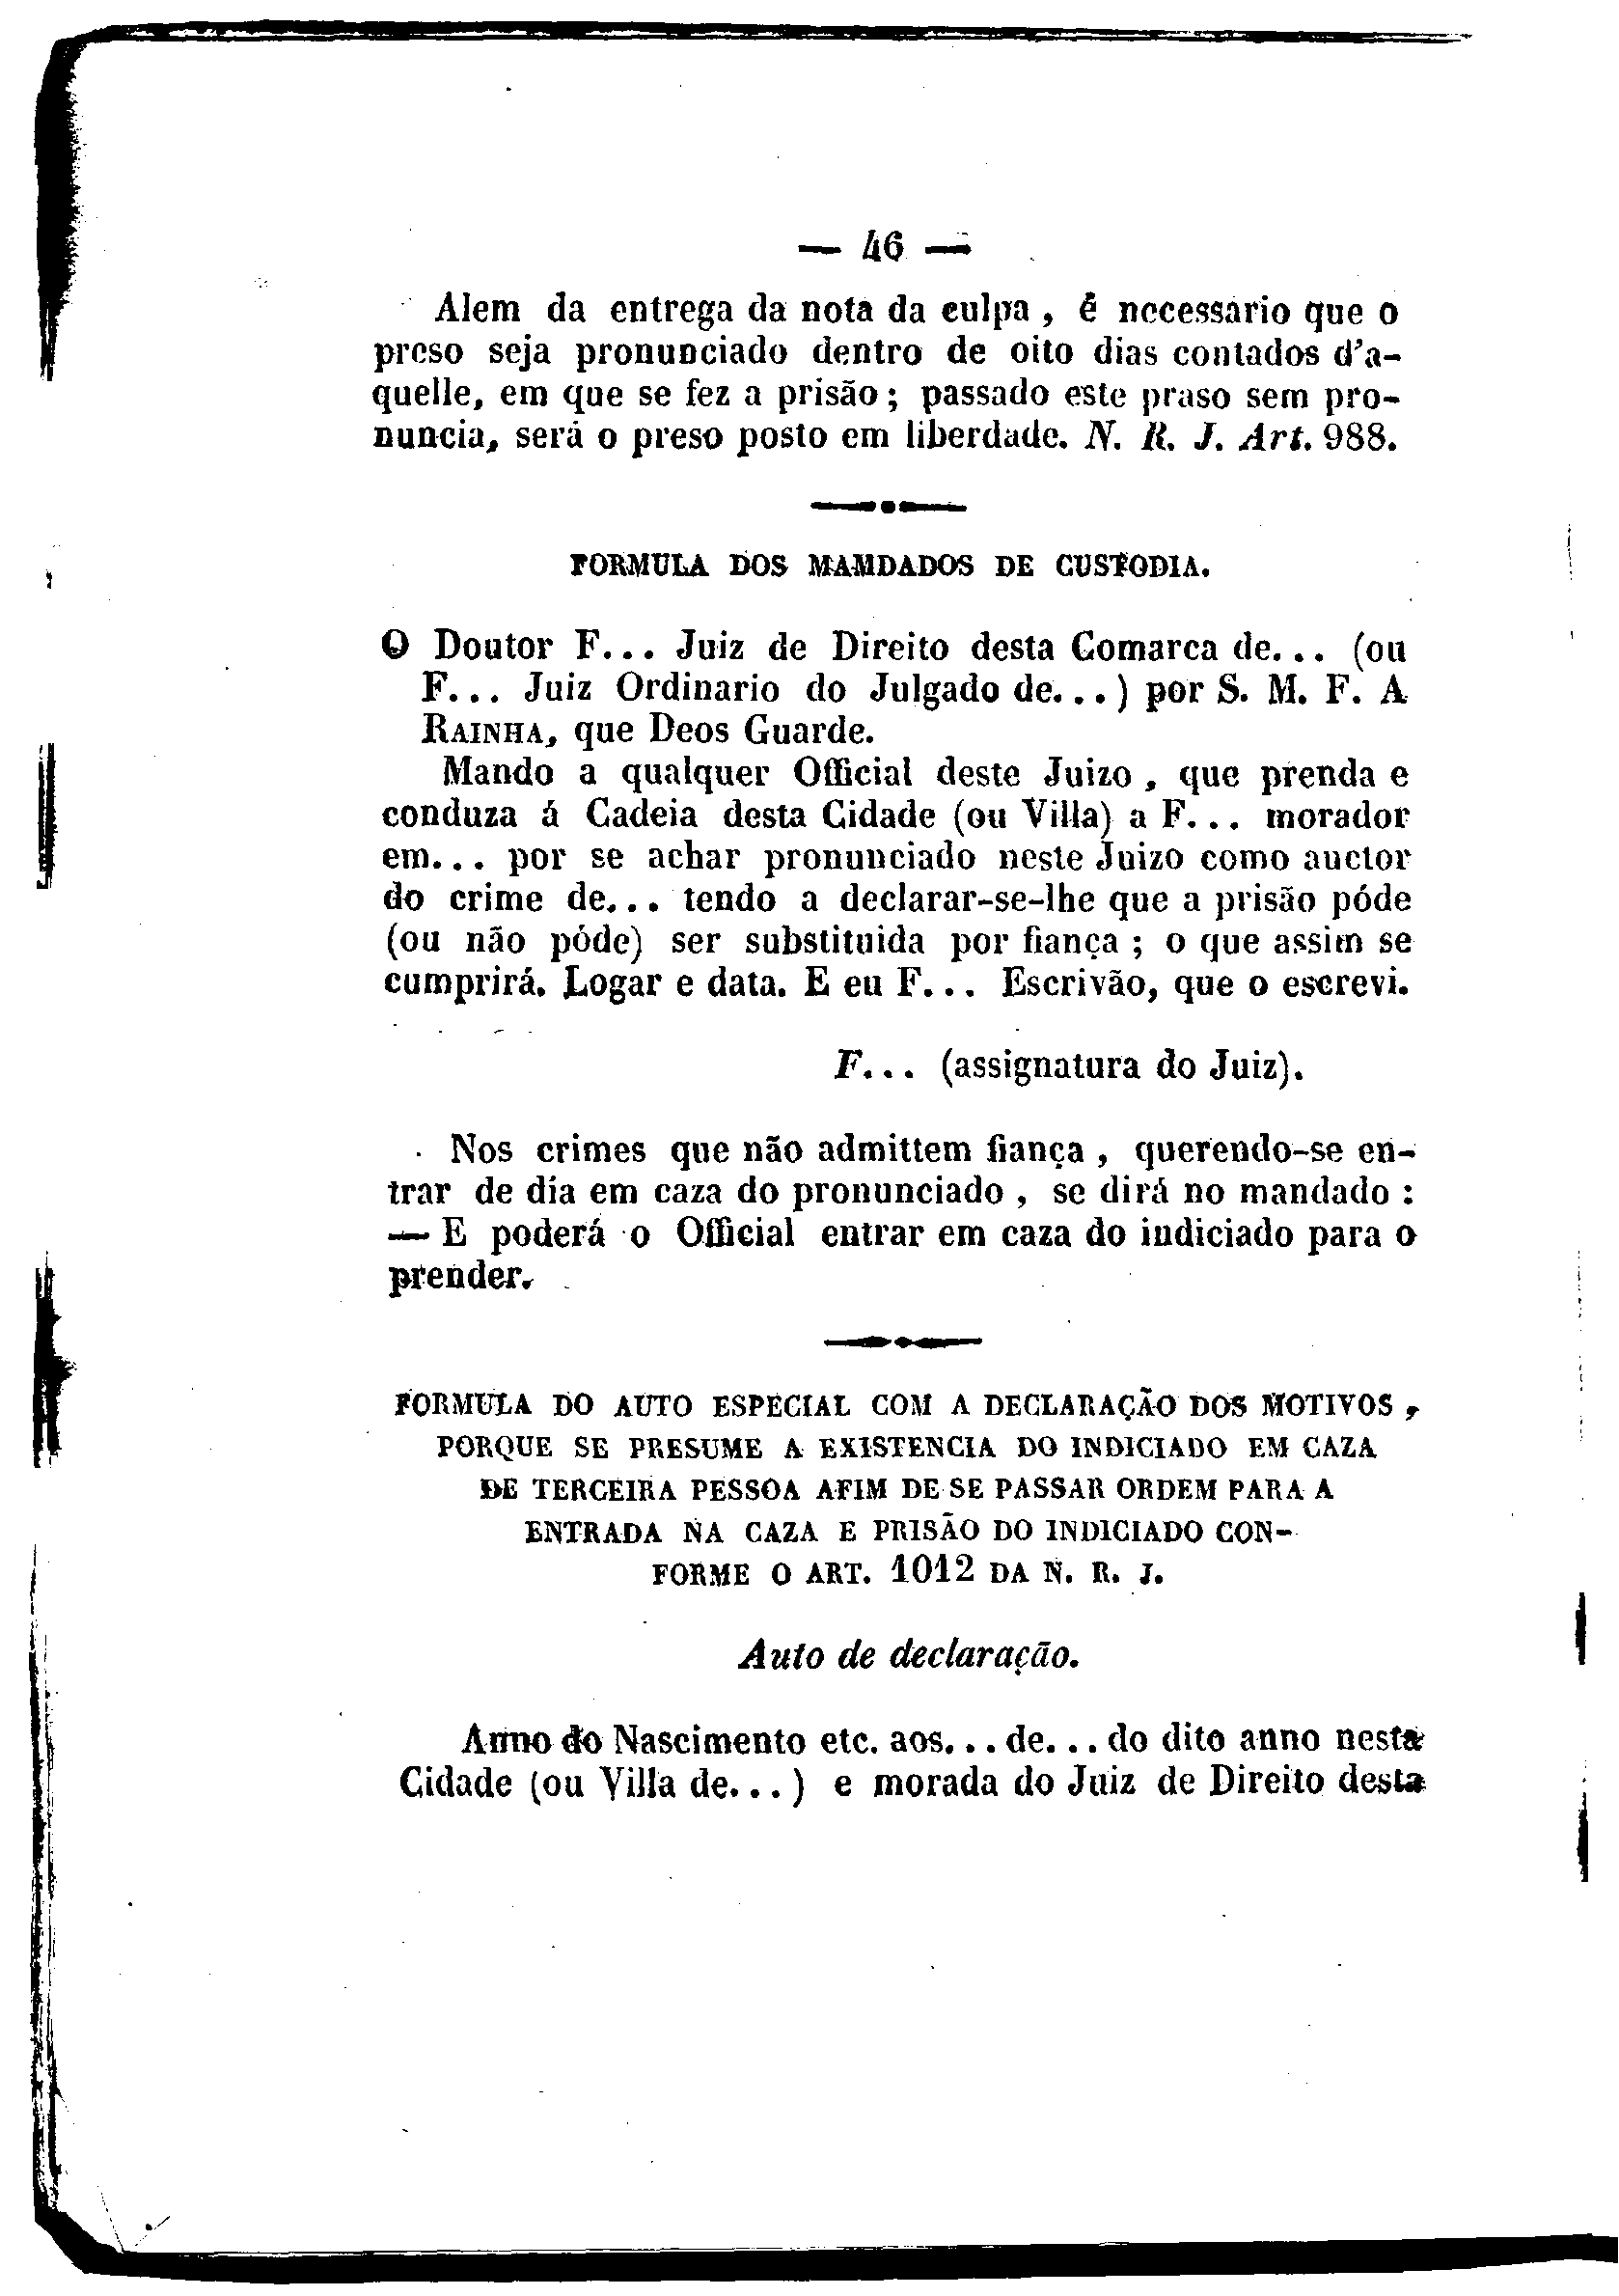 — 46 —
Alem da entrega da nota da culpa , é necessario que o
preso seja pronunciado dentro de oito dias contados d'a-
quelle, em que se fez a prisão ; passado este praso sem pro-
nuncia, será o preso posto em liberdade. N. R. J. Art. 988.
FORMULA DOS MAMDADOS DE CUSTODIA.
O Doutor F... Juiz de Direito desta Comarca de... (ou
F... Juiz Ordinario do Julgado de...) por S. M. F. A
RAINHA, que Deos Guarde.
Mando a qualquer Official deste Juizo , que prenda e
conduza á Cadeia desta Cidade (ou Villa) a F... morador
em... por se achar pronunciado neste Juizo como auctor
do crime de... tendo a declarar-se-lhe que a prisão póde
(ou não póde) ser substituida por fiança ; o que assim se
cumprirá. Logar e data. E eu F... Escrivão, que o escrevi.
F... (assignatura do Juiz).
Nos crimes que não admittem fiança , querendo-se en-
trar de dia em caza do pronunciado , se dirá no mandado :
— E poderá o Official entrar em caza do indiciado para o
prender.
FORMULA DO AUTO ESPECIAL COM A DECLARAÇÃO DOS MOTIVOS ,
PORQUE SE PRESUME A EXISTENCIA DO INDICIADO EM CAZA
DE TERCEIRA PESSOA AFIM DE SE PASSAR ORDEM PARA A
ENTRADA NA CAZA E PRISÃO DO INDICIADO CON-
FORME O ART. 1012 DA N. R. J.
Auto de declaração.
Anno do Nascimento etc. aos... de... do dito anno nesta
Cidade (ou Villa de...) e morada do Juiz de Direito desta